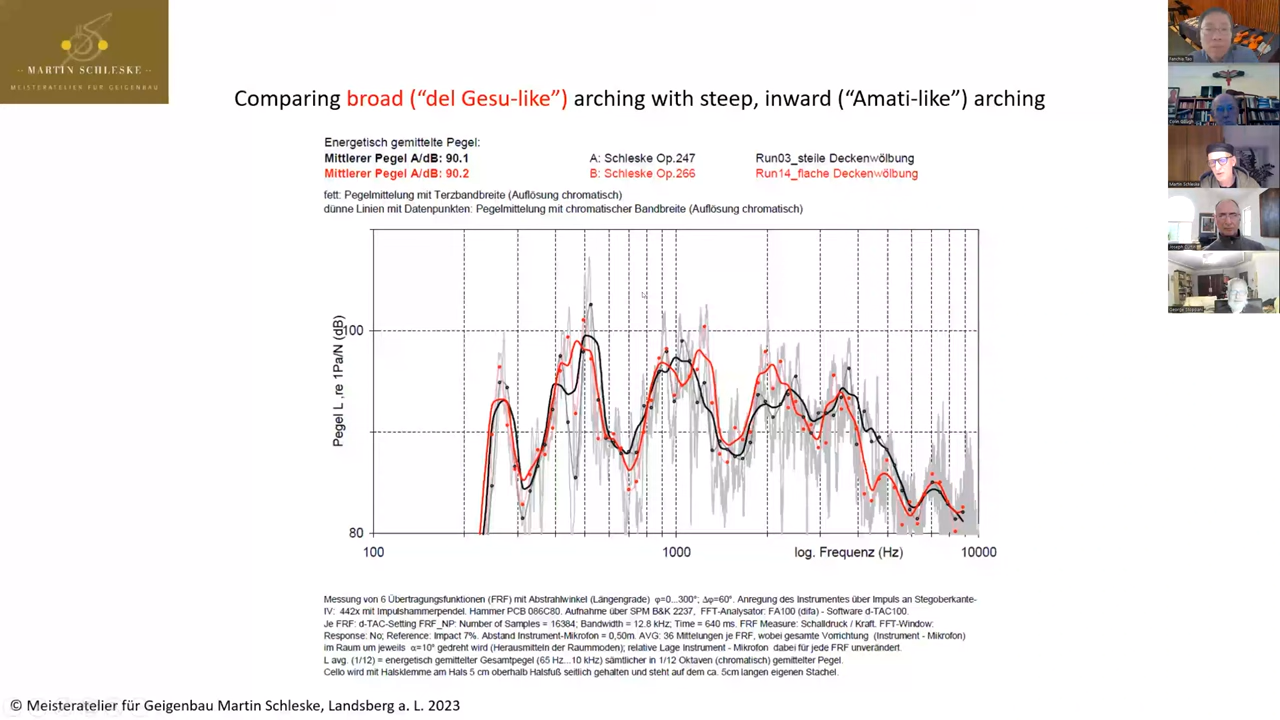 ·· MARTIN SCHLESKE ··
MEISTERATELIER FÜR GEIGENBAU
Comparing broad (“del Gesu-like”) arching with steep, inward (“Amati-like”) arching
Energetisch gemittelte Pegel:
Mittlerer Pegel A/dB: 90.1 A: Schleske Op.247 Run03_steile Deckenwölbung
Mittlerer Pegel A/dB: 90.2 B: Schleske Op.266 Run14_flache Deckenwölbung
fett: Pegelmittelung mit Terzbandbreite (Auflösung chromatisch)
dünne Linien mit Datenpunkten: Pegelmittelung mit chromatischer Bandbreite (Auflösung chromatisch)
Pegel L ,re 1Pa/N (dB)
100
80
100 1000 log. Frequenz (Hz) 10000
Messung von 6 Übertragungsfunktionen (FRF) mit Abstrahlwinkel (Längengrade) φ=0...300°; Δφ=60°. Anregung des Instrumentes über Impuls an Stegoberkante-
IV: 442x mit Impulshammerpendel. Hammer PCB 086C80. Aufnahme über SPM B&K 2237, FFT-Analysator: FA100 (difa) - Software d-TAC100.
Je FRF: d-TAC-Setting FRF_NP: Number of Samples = 16384; Bandwidth = 12.8 kHz; Time = 640 ms. FRF Measure: Schalldruck / Kraft. FFT-Window:
Response: No; Reference: Impact 7%. Abstand Instrument-Mikrofon = 0,50m. AVG: 36 Mittelungen je FRF, wobei gesamte Vorrichtung (Instrument - Mikrofon)
im Raum um jeweils α=10° gedreht wird (Herausmitteln der Raummoden); relative Lage Instrument - Mikrofon dabei für jede FRF unverändert.
L avg. (1/12) = energetisch gemittelter Gesamtpegel (65 Hz...10 kHz) sämtlicher in 1/12 Oktaven (chromatisch) gemittelter Pegel.
Cello wird mit Halsklemme am Hals 5 cm oberhalb Halsfuß seitlich gehalten und steht auf dem ca. 5cm langen eigenen Stachel.
© Meisteratelier für Geigenbau Martin Schleske, Landsberg a. L. 2023
Martin Schleske